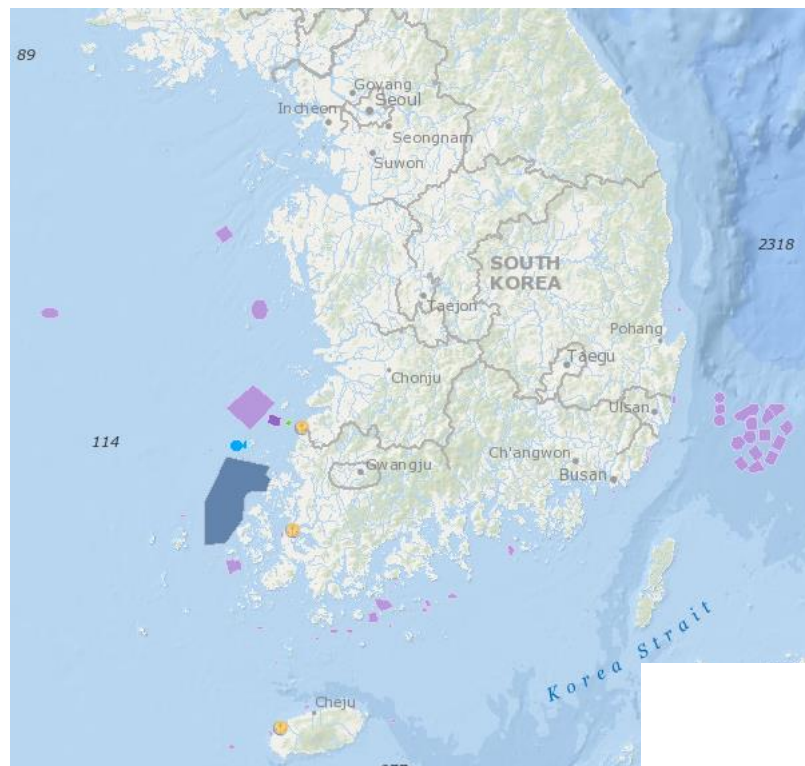 89
Goyang
Seoul
Incheon
Seongnam
Suwon
2318
SOUTH
KOREA
Taejon
Pohang
Taegu
Chonju
Ulsan
114
Ch'angwon
Gwangju
Busan
Korea Strait
Cheju